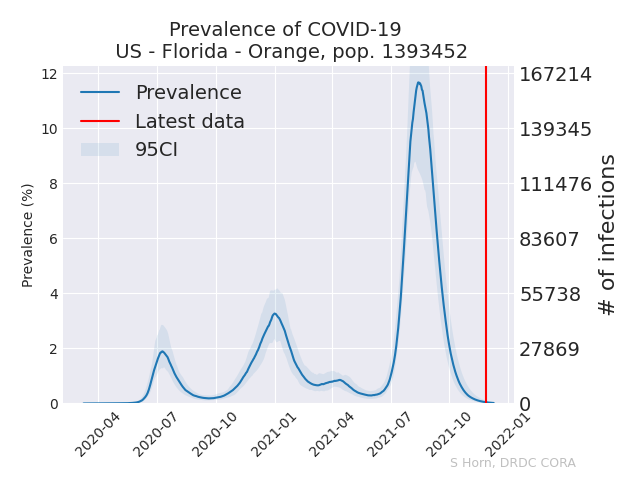 Prevalence of COVID-19
US - Florida - Orange, pop. 1393452
Prevalence
Latest data
95CI
Prevalence (%)
12
10
8
6
4
2
0
167214
139345
111476
83607
55738
27869
0
# of infections
2020-04
2020-07
2020-10
2021-01
2021-04
2021-07
2021-10
2022-01
S Horn, DRDC CORA